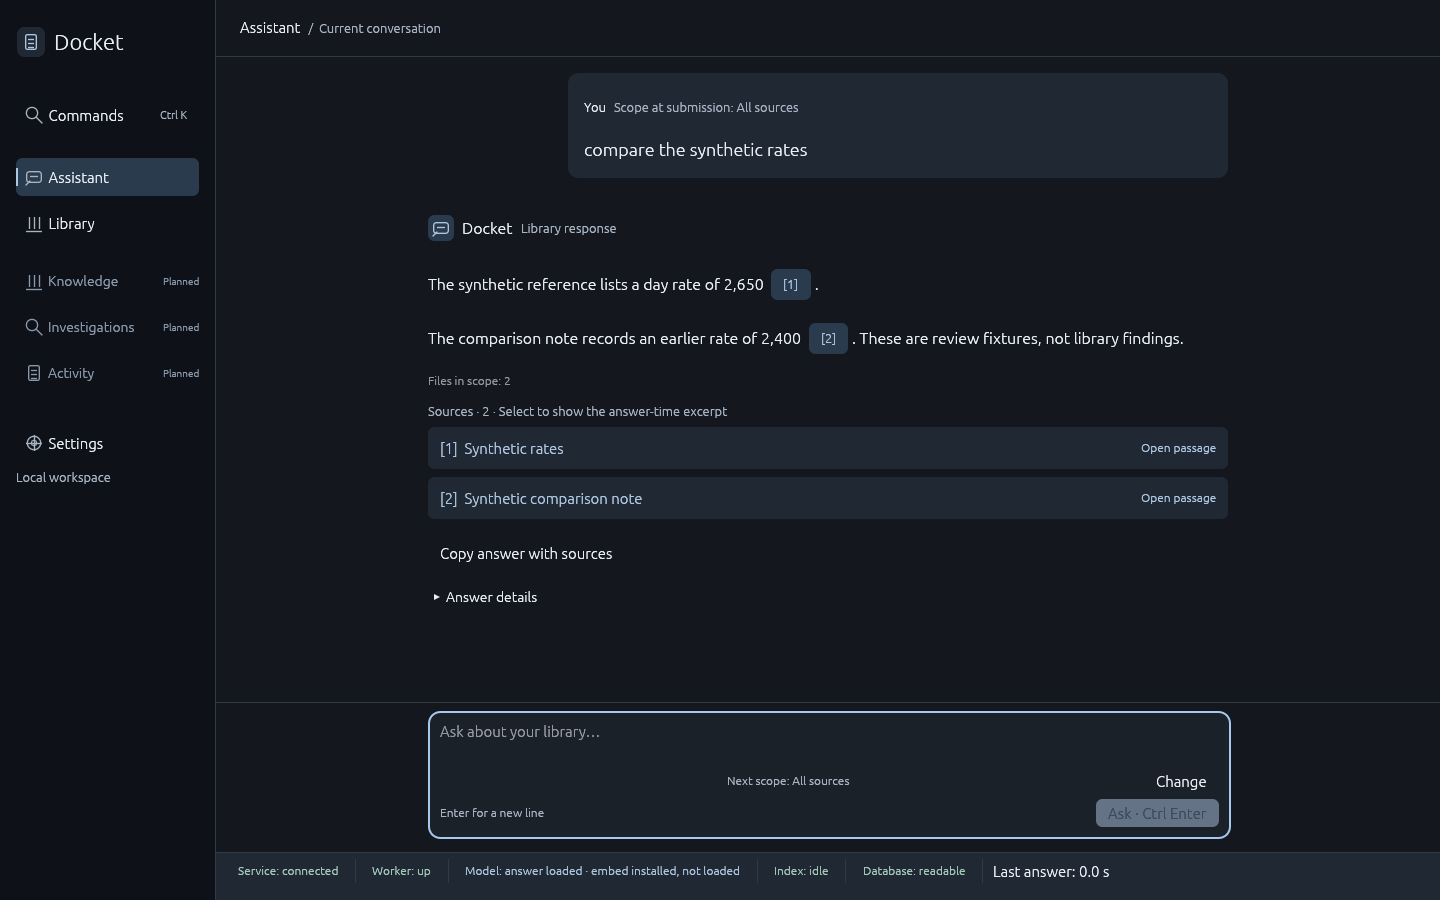 Docket
Commands Ctrl K
Assistant
Library
Knowledge Planned
Investigations Planned
Activity Planned
Settings
Local workspace
Assistant / Current conversation
You Scope at submission: All sources
compare the synthetic rates
Docket Library response
The synthetic reference lists a day rate of 2,650 [1] .
The comparison note records an earlier rate of 2,400 [2] . These are review fixtures, not library findings.
Files in scope: 2
Sources · 2 · Select to show the answer-time excerpt
[1] Synthetic rates Open passage
[2] Synthetic comparison note Open passage
Copy answer with sources
Answer details
Ask about your library…
Next scope: All sources Change
Enter for a new line Ask · Ctrl Enter
Service: connected Worker: up Model: answer loaded · embed installed, not loaded Index: idle Database: readable Last answer: 0.0 s